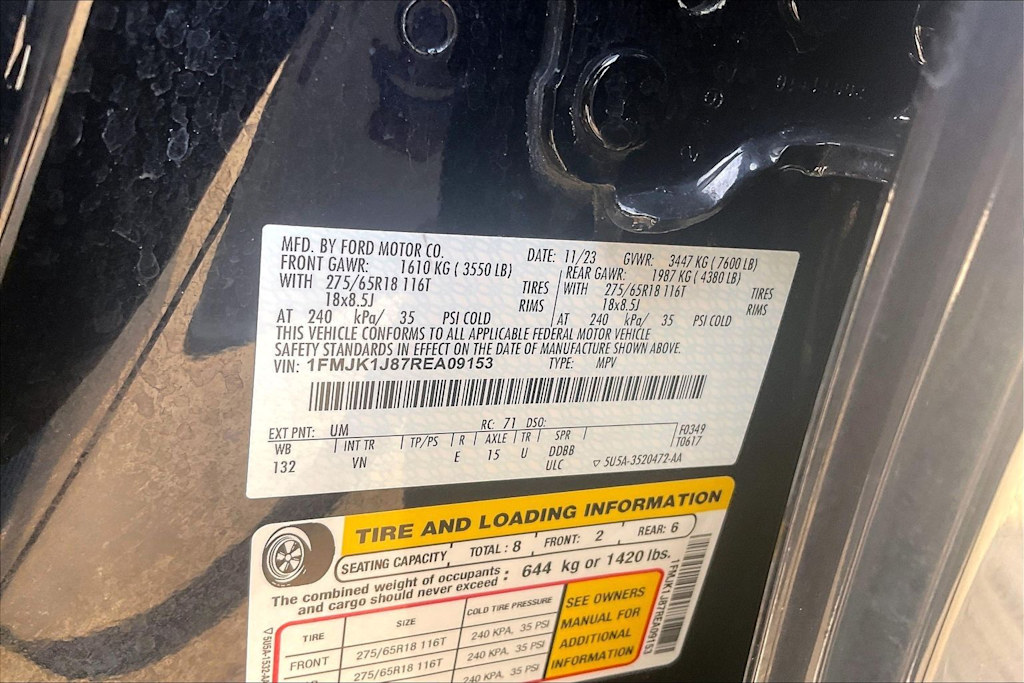 MFD. BY FORD MOTOR CO. DATE: 11/23 GVWR: 3447 KG ( 7600 LB)
FRONT GAWR: 1610 KG ( 3550 LB) REAR GAWR: 1987 KG ( 4380 LB)
WITH 275/65R18 116T TIRES WITH 275/65R18 116T TIRES
18x8.5J RIMS 18x8.5J RIMS
AT 240 kPa/ 35 PSI COLD AT 240 kPa/ 35 PSI COLD
THIS VEHICLE CONFORMS TO ALL APPLICABLE FEDERAL MOTOR VEHICLE
SAFETY STANDARDS IN EFFECT ON THE DATE OF MANUFACTURE SHOWN ABOVE.
VIN: 1FMJK1J87REA09153 TYPE: MPV
EXT PNT: UM RC: 71 DSO: F0349
WB INT TR TP/PS R AXLE TR SPR T0617
132 VN E 15 U DDBB
ULC ▽ 5U5A-3520472-AA
TIRE AND LOADING INFORMATION
SEATING CAPACITY TOTAL : 8 FRONT: 2 REAR: 6
The combined weight of occupants and cargo should never exceed : 644 kg or 1420 lbs.
TIRE SIZE COLD TIRE PRESSURE
FRONT 275/65R18 116T 240 KPA, 35 PSI
275/65R18 116T 240 KPA, 35 PSI
240 KPA, 35 PSI
SEE OWNERS
MANUAL FOR
ADDITIONAL
INFORMATION
1FMJK1J87REA09153